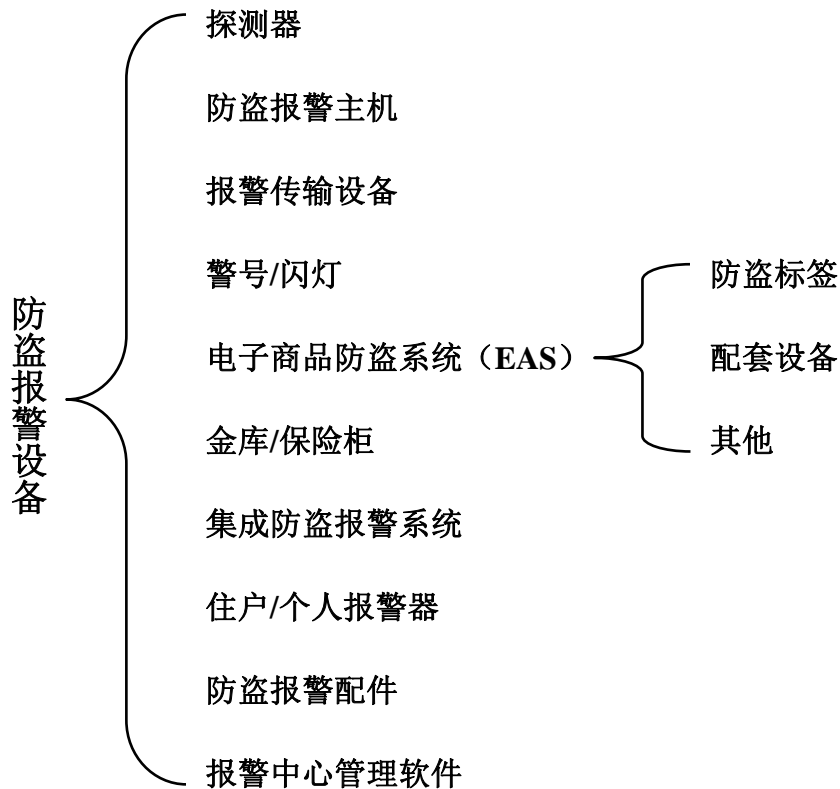 防盗报警设备
探测器
防盗报警主机
报警传输设备
警号/闪灯
电子商品防盗系统（EAS）
防盗标签
配套设备
其他
金库/保险柜
集成防盗报警系统
住户/个人报警器
防盗报警配件
报警中心管理软件